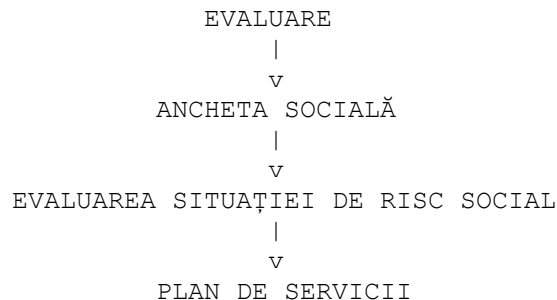 EVALUARE
|
v
ANCHETA SOCIALĂ
|
v
EVALUAREA SITUAȚIEI DE RISC SOCIAL
|
v
PLAN DE SERVICII